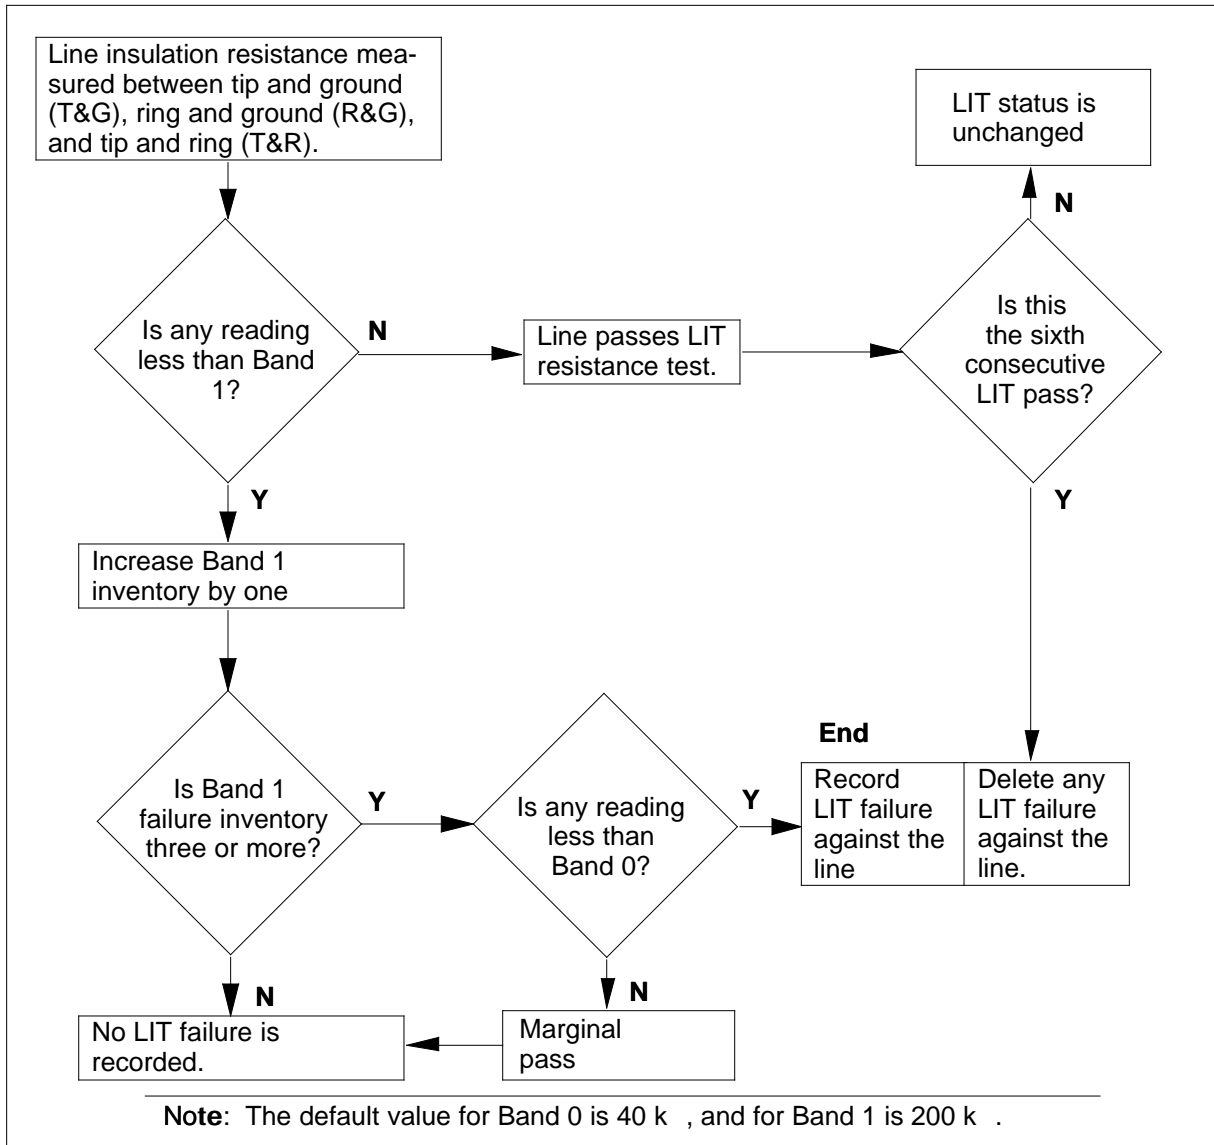 Line insulation resistance mea-
sured between tip and ground
(T&G), ring and ground (R&G),
and tip and ring (T&R).
LIT status is
unchanged
N
Is any reading
less than Band
1?
N
Line passes LIT
resistance test.
Is this
the sixth
consecutive
LIT pass?
Y
Y
Increase Band 1
inventory by one
Is Band 1
failure inventory
three or more?
Y
Is any reading
less than
Band 0?
Y
End
Record
LIT failure
against the
line
Delete any
LIT failure
against the
line.
N
N
No LIT failure is
recorded.
Marginal
pass
Note: The default value for Band 0 is 40 k , and for Band 1 is 200 k .